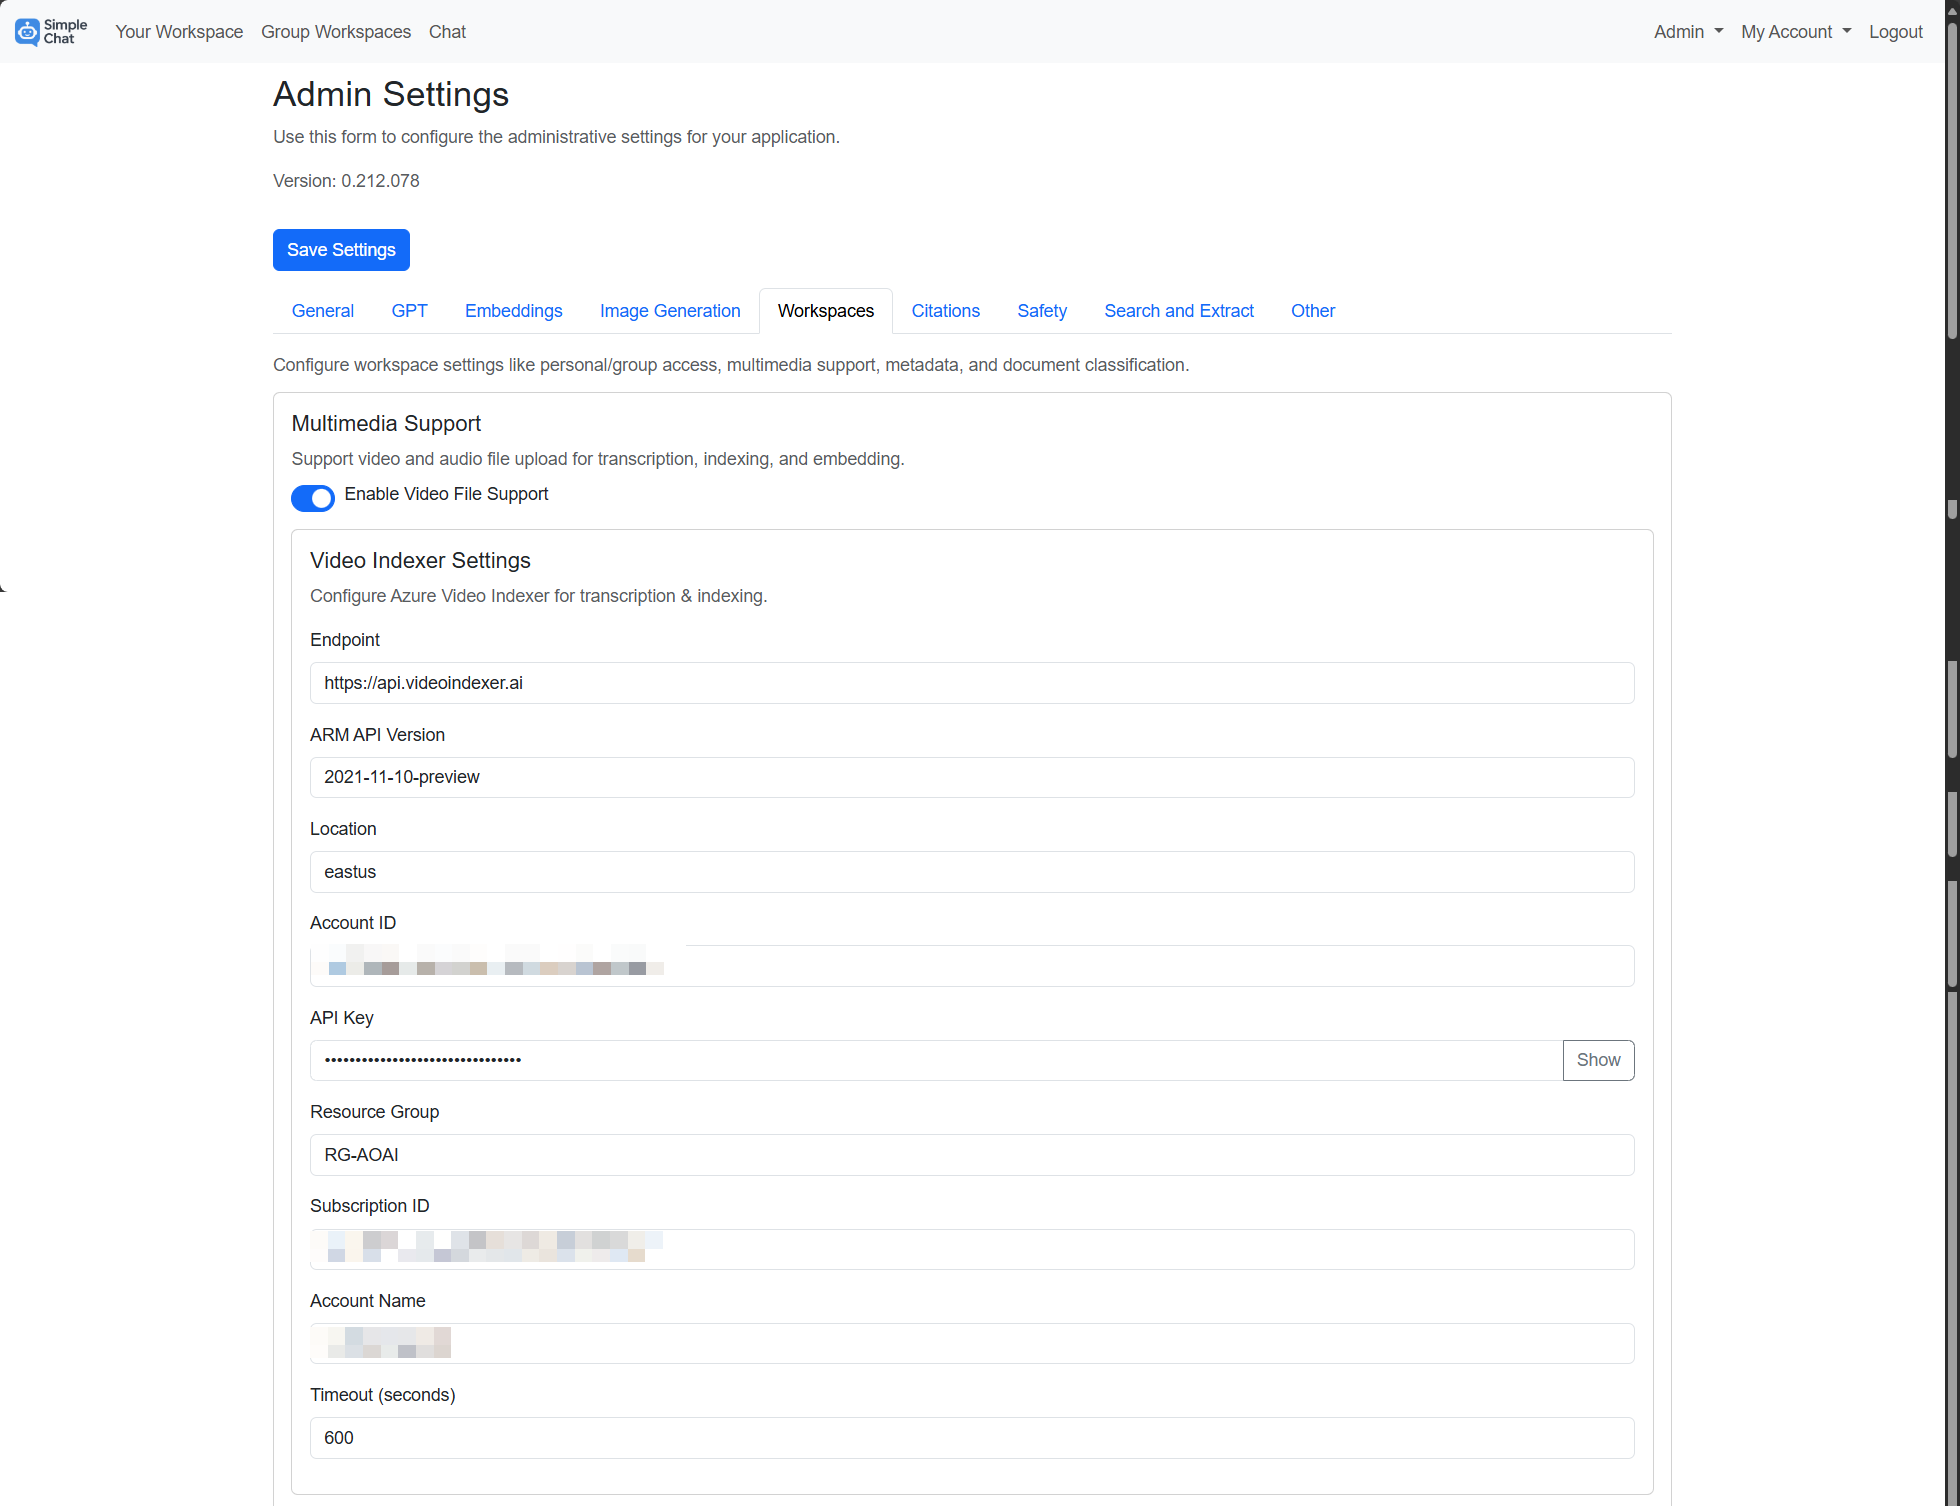 Simple
Chat
Your Workspace
Group Workspaces
Chat
Admin
My Account
Logout
Admin Settings
Use this form to configure the administrative settings for your application.
Version: 0.212.078
Save Settings
General
GPT
Embeddings
Image Generation
Workspaces
Citations
Safety
Search and Extract
Other
Configure workspace settings like personal/group access, multimedia support, metadata, and document classification.
Multimedia Support
Support video and audio file upload for transcription, indexing, and embedding.
Enable Video File Support
Video Indexer Settings
Configure Azure Video Indexer for transcription & indexing.
Endpoint
https://api.videoindexer.ai
ARM API Version
2021-11-10-preview
Location
eastus
Account ID
API Key
••••••••••••••••••••••••••••••••
Show
Resource Group
RG-AOAI
Subscription ID
Account Name
Timeout (seconds)
600